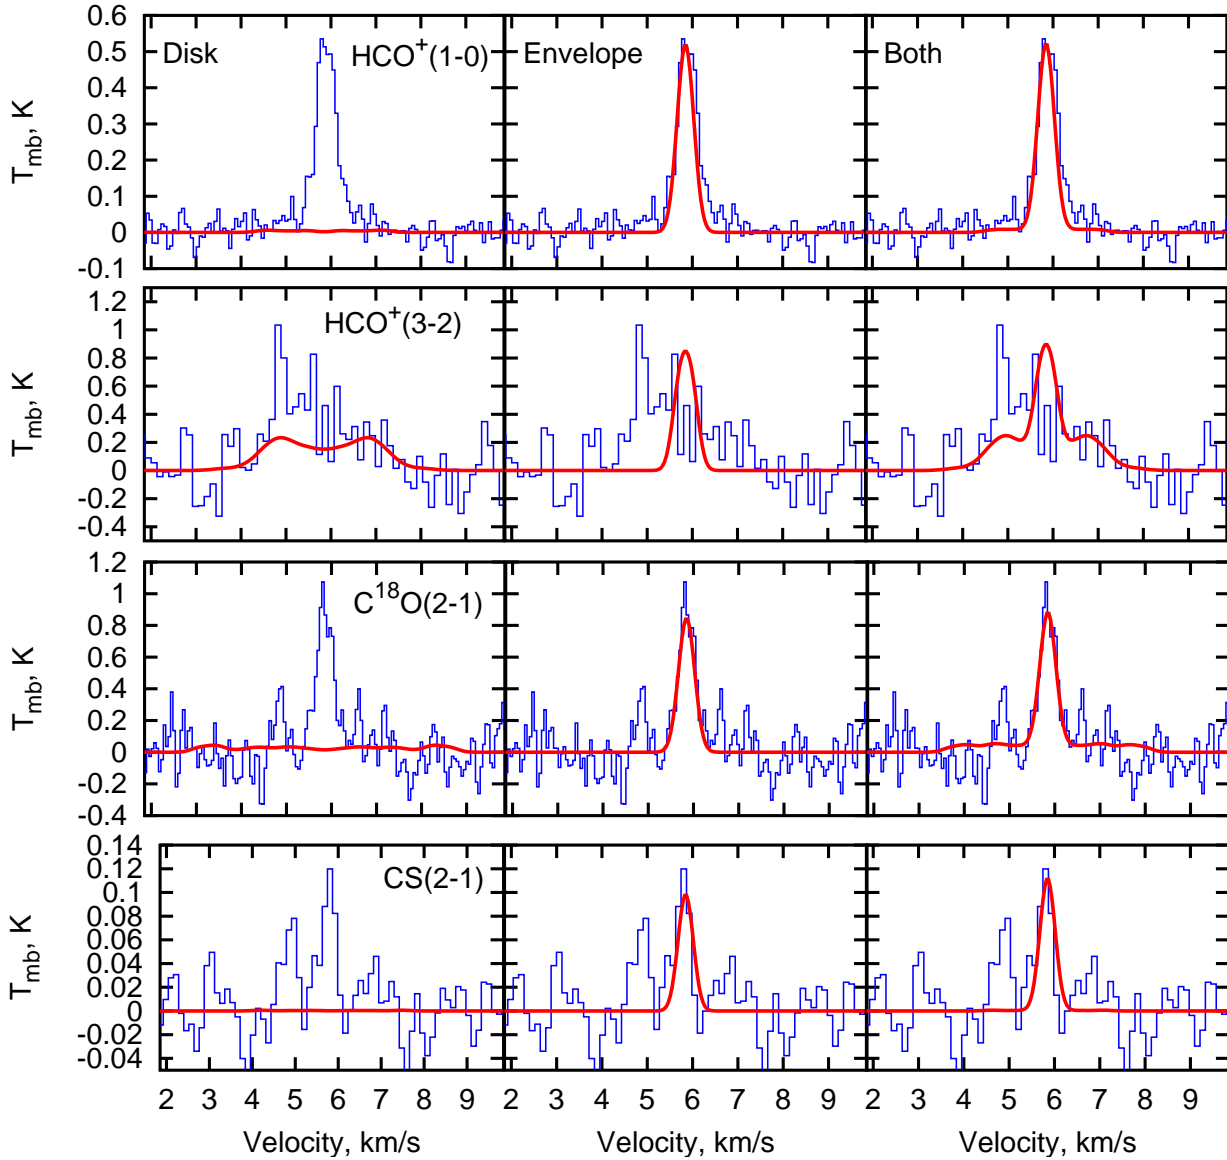 0.6
0.5
0.4
0.3
0.2
0.1
0
-0.1
T_mb, K
Disk
HCO^+(1-0)
Envelope
Both
1.2
1
0.8
0.6
0.4
0.2
0
-0.2
-0.4
T_mb, K
HCO^+(3-2)
1.2
1
0.8
0.6
0.4
0.2
0
-0.2
-0.4
T_mb, K
C^18O(2-1)
0.14
0.12
0.1
0.08
0.06
0.04
0.02
0
-0.02
-0.04
T_mb, K
CS(2-1)
2 3 4 5 6 7 8 9
2 3 4 5 6 7 8 9
2 3 4 5 6 7 8 9
Velocity, km/s
Velocity, km/s
Velocity, km/s